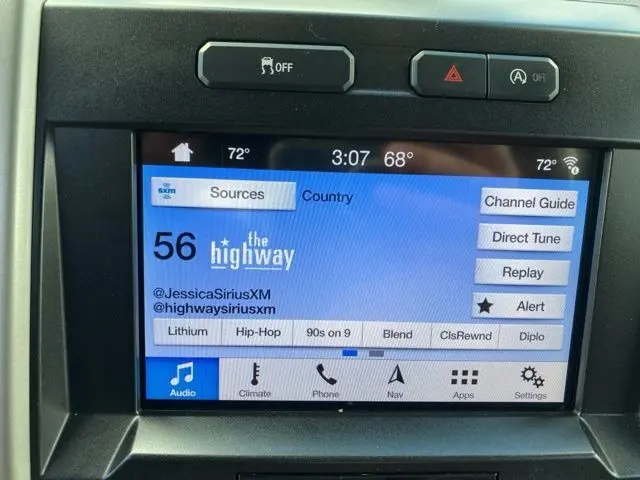 OFF
A OFF
72° 3:07 68° 72°
sxm Sources Country Channel Guide
56 the highway Direct Tune
Replay
@JessicaSiriusXM
@highwaysiriusxm Alert
Lithium Hip-Hop 90s on 9 Blend ClsRewnd Diplo
Audio Climate Phone Nav Apps Settings